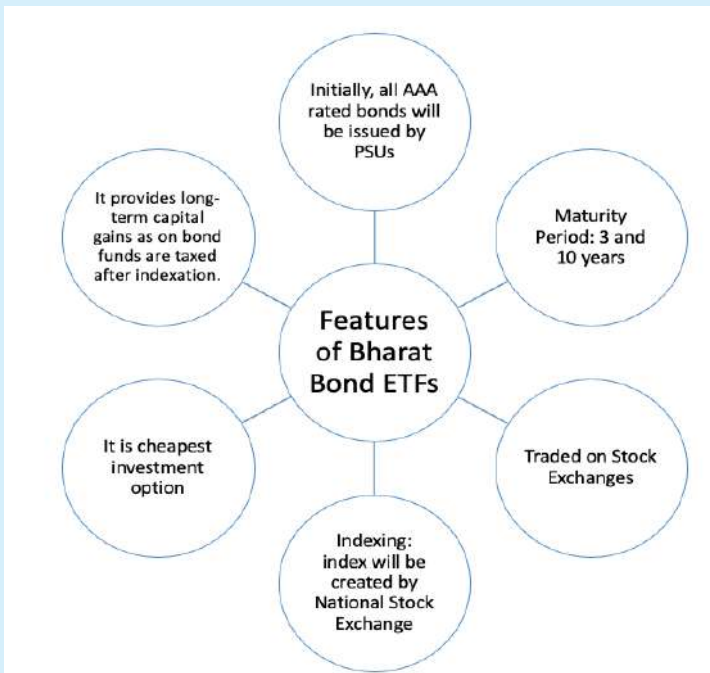 Initially, all AAA
rated bonds will
be issued by
PSUs
It provides long-
term capital
gains as on bond
funds are taxed
after indexation.
Maturity
Period: 3 and
10 years
Features
of Bharat
Bond ETFs
It is cheapest
investment
option
Traded on Stock
Exchanges
Indexing:
index will be
created by
National Stock
Exchange